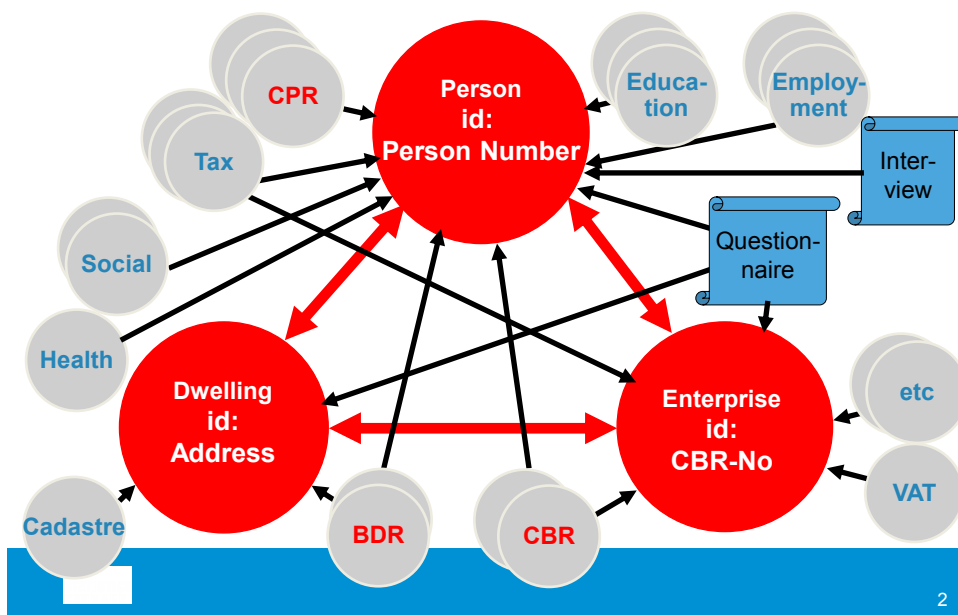 CPR
Person
id:
Person Number
Educa-
tion
Employ-
ment
Tax
Inter-
view
Social
Question-
naire
Health
Dwelling
id:
Address
Enterprise
id:
CBR-No
etc
VAT
Cadastre
BDR
CBR
2